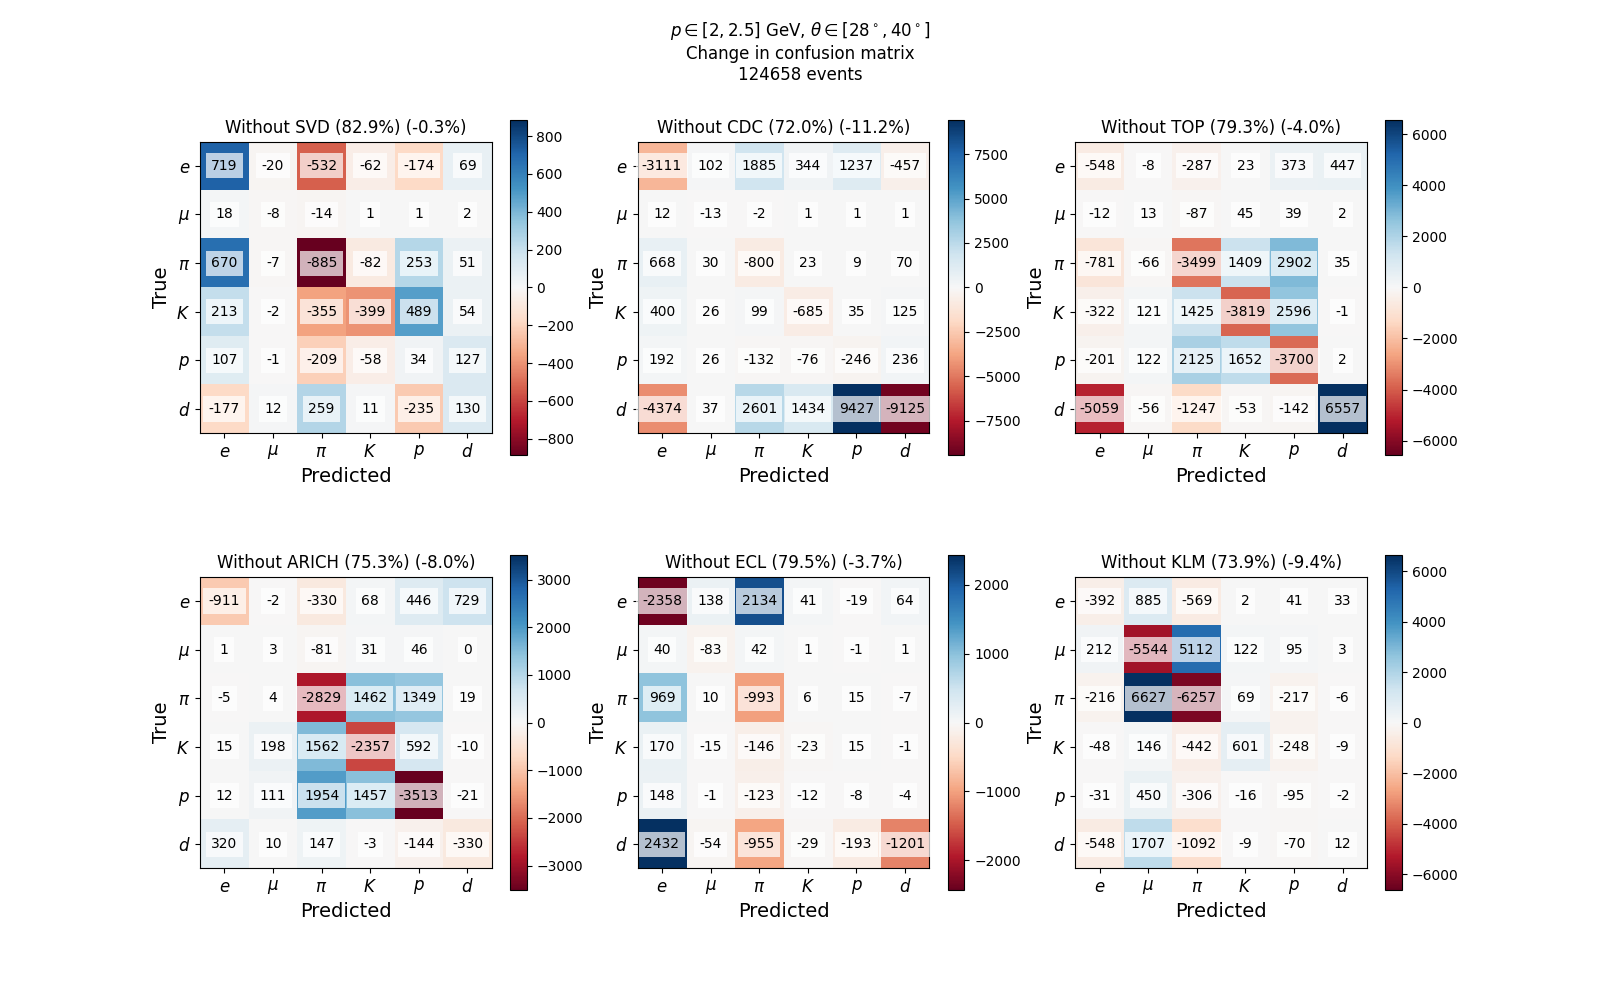 p ∈ [2, 2.5] GeV, θ ∈ [28°, 40°]
Change in confusion matrix
124658 events
Without SVD (82.9%) (-0.3%)
e 719 -20 -532 -62 -174 69
μ 18 -8 -14 1 1 2
π 670 -7 -885 -82 253 51
K 213 -2 -355 -399 489 54
p 107 -1 -209 -58 34 127
d -177 12 259 11 -235 130
e μ π K p d
True
Predicted
800
600
400
200
0
−200
−400
−600
−800
Without CDC (72.0%) (-11.2%)
e -3111 102 1885 344 1237 -457
μ 12 -13 -2 1 1 1
π 668 30 -800 23 9 70
K 400 26 99 -685 35 125
p 192 26 -132 -76 -246 236
d -4374 37 2601 1434 9427 -9125
e μ π K p d
True
Predicted
7500
5000
2500
0
−2500
−5000
−7500
Without TOP (79.3%) (-4.0%)
e -548 -8 -287 23 373 447
μ -12 13 -87 45 39 2
π -781 -66 -3499 1409 2902 35
K -322 121 1425 -3819 2596 -1
p -201 122 2125 1652 -3700 2
d -5059 -56 -1247 -53 -142 6557
e μ π K p d
True
Predicted
6000
4000
2000
0
−2000
−4000
−6000
Without ARICH (75.3%) (-8.0%)
e -911 -2 -330 68 446 729
μ 1 3 -81 31 46 0
π -5 4 -2829 1462 1349 19
K 15 198 1562 -2357 592 -10
p 12 111 1954 1457 -3513 -21
d 320 10 147 -3 -144 -330
e μ π K p d
True
Predicted
3000
2000
1000
0
−1000
−2000
−3000
Without ECL (79.5%) (-3.7%)
e -2358 138 2134 41 -19 64
μ 40 -83 42 1 -1 1
π 969 10 -993 6 15 -7
K 170 -15 -146 -23 15 -1
p 148 -1 -123 -12 -8 -4
d 2432 -54 -955 -29 -193 -1201
e μ π K p d
True
Predicted
2000
1000
0
−1000
−2000
Without KLM (73.9%) (-9.4%)
e -392 885 -569 2 41 33
μ 212 -5544 5112 122 95 3
π -216 6627 -6257 69 -217 -6
K -48 146 -442 601 -248 -9
p -31 450 -306 -16 -95 -2
d -548 1707 -1092 -9 -70 12
e μ π K p d
True
Predicted
6000
4000
2000
0
−2000
−4000
−6000